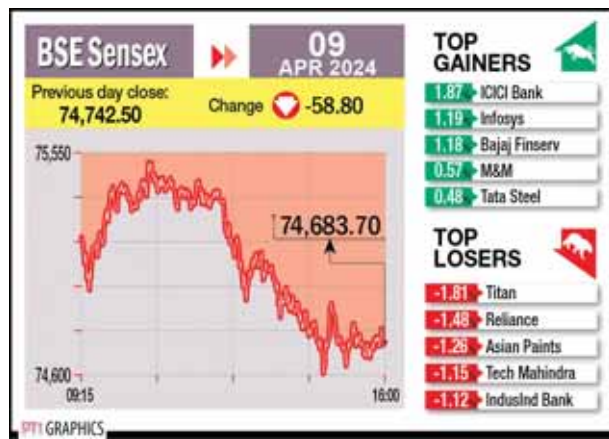 BSE Sensex
09
APR 2024
Previous day close:
74,742.50
Change -58.80
75,550
74,683.70
74,600
09:15
16:00
TOP
GAINERS
1.87 ICICI Bank
1.19 Infosys
1.18 Bajaj Finserv
0.57 M&M
0.48 Tata Steel
TOP
LOSERS
-1.81 Titan
-1.48 Reliance
-1.26 Asian Paints
-1.15 Tech Mahindra
-1.12 IndusInd Bank
PTI GRAPHICS